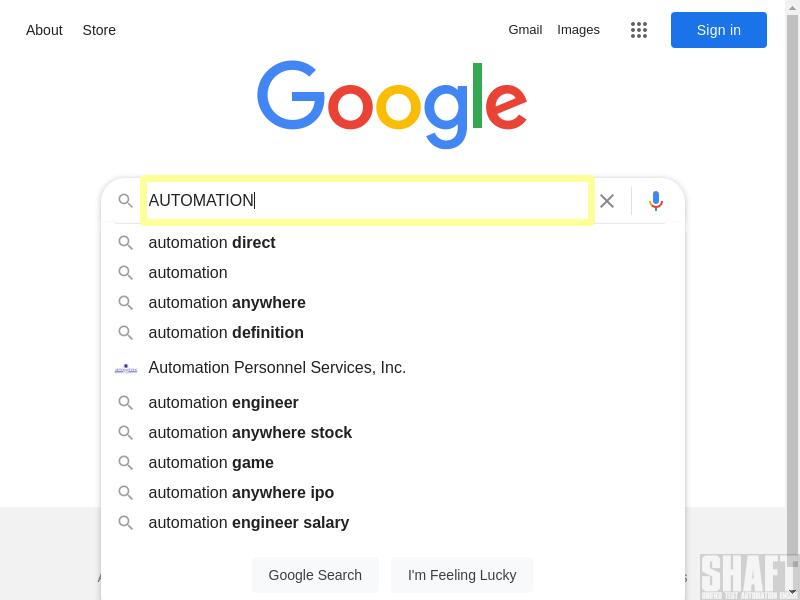 About Store Gmail Images Sign in
Google
AUTOMATION
automation direct
automation
automation anywhere
automation definition
Automation Personnel Services, Inc.
automation engineer
automation anywhere stock
automation game
automation anywhere ipo
automation engineer salary
Google Search I'm Feeling Lucky
SHAFT